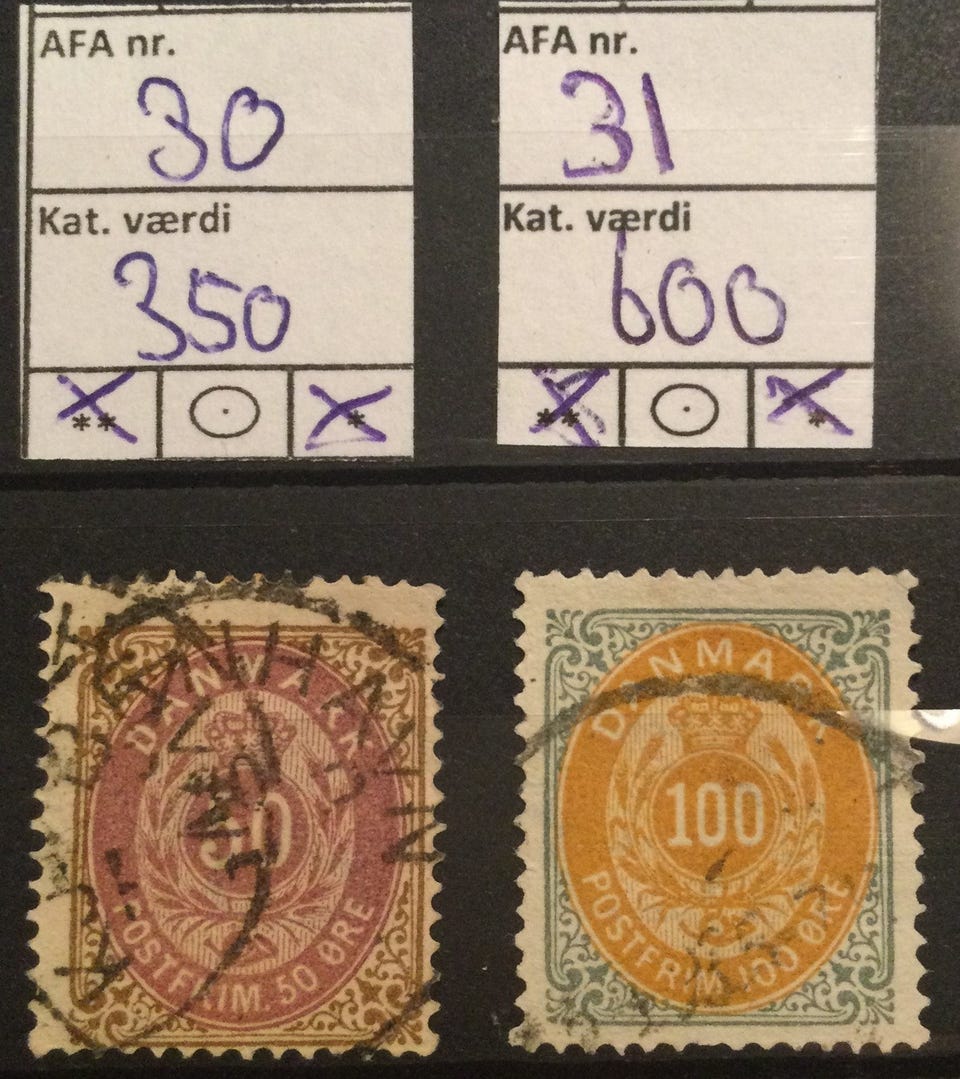 AFA nr.
30
Kat. værdi
350
**
*
AFA nr.
31
Kat. værdi
600
**
*
DANMARK
50
POSTFRIM. 50 ØRE
DANMARK
100
POSTFRIM. 100 ØRE